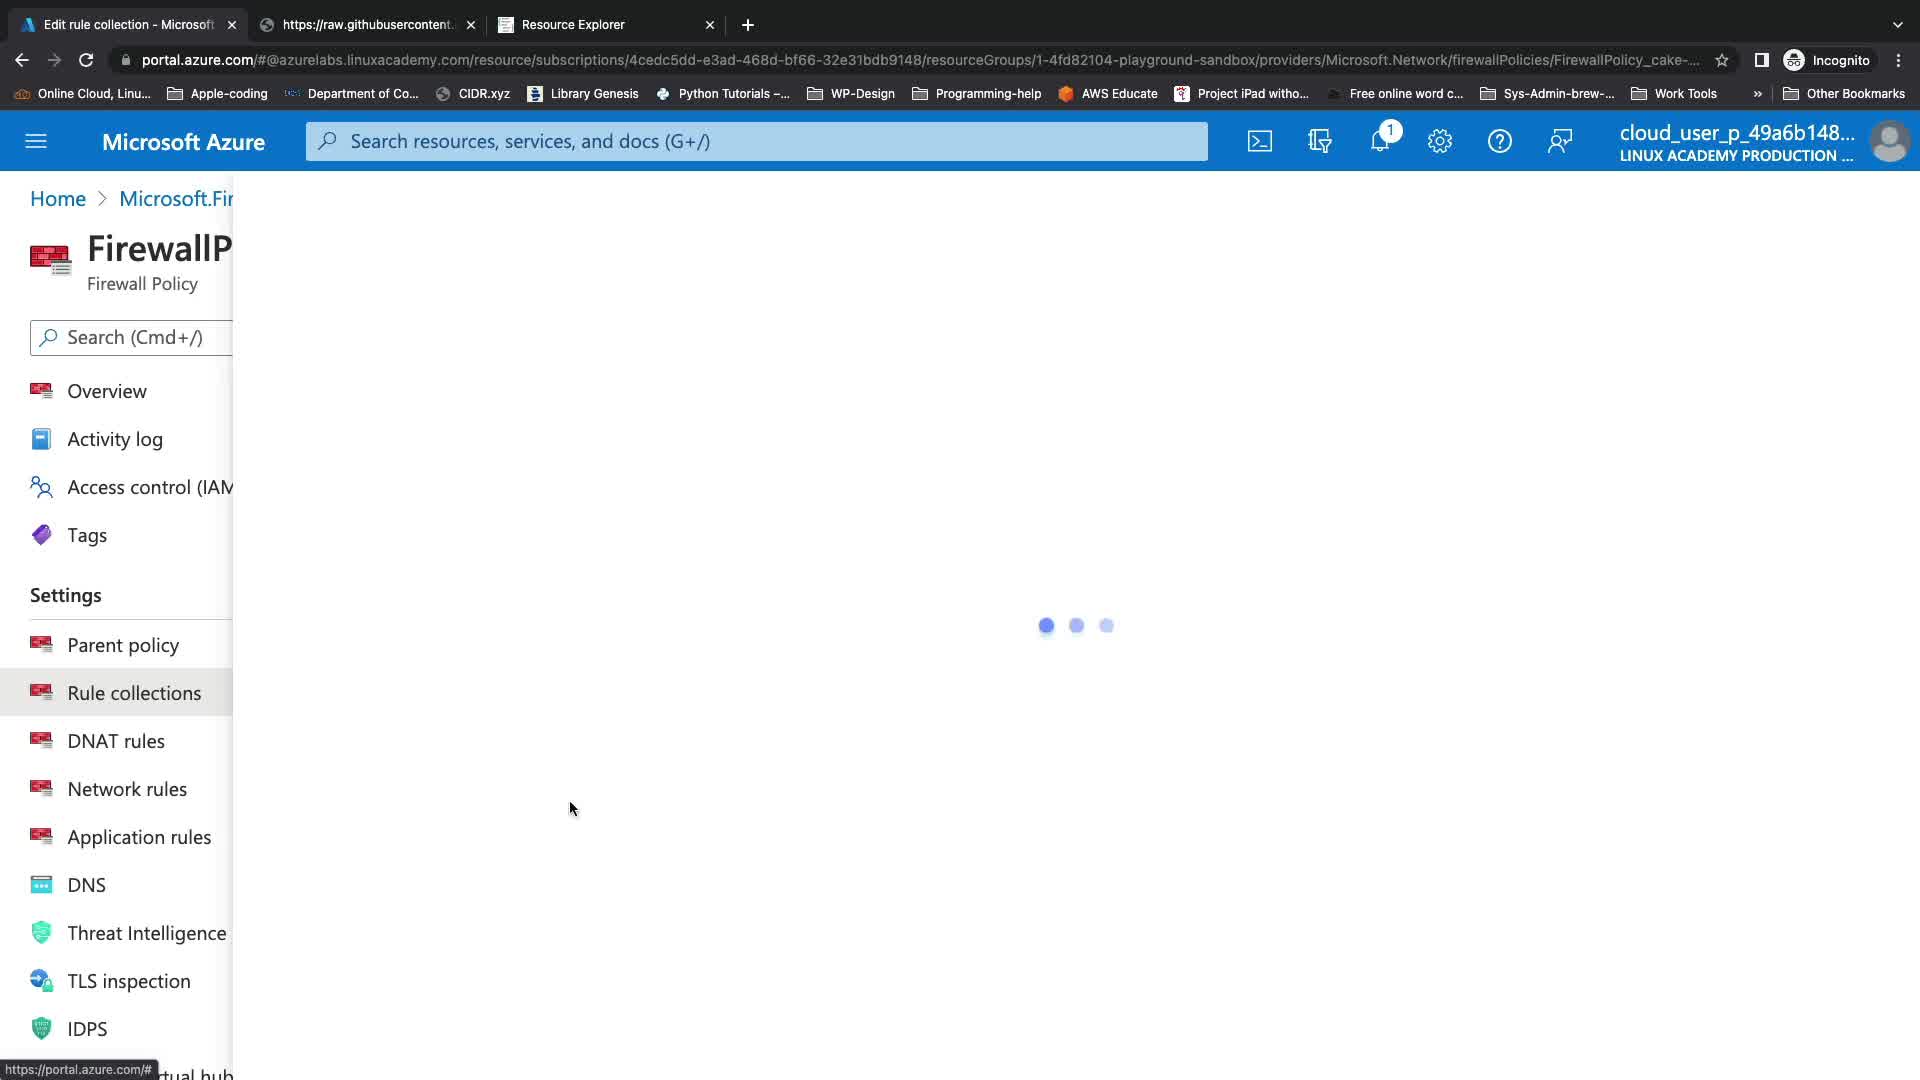 Edit rule collection - Microsoft
https://raw.githubusercontent.
Resource Explorer
portal.azure.com/#@azurelabs.linuxacademy.com/resource/subscriptions/4cedc5dd-e3ad-468d-bf66-32e31bdb9148/resourceGroups/1-4fd82104-playground-sandbox/providers/Microsoft.Network/firewallPolicies/FirewallPolicy_cake-...
Incognito
Online Cloud, Linu...
Apple-coding
Department of Co...
CIDR.xyz
Library Genesis
Python Tutorials –...
WP-Design
Programming-help
AWS Educate
Project iPad witho...
Free online word c...
Sys-Admin-brew-...
Work Tools
»
Other Bookmarks
Microsoft Azure
Search resources, services, and docs (G+/)
1
cloud_user_p_49a6b148...
LINUX ACADEMY PRODUCTION ...
Home > Microsoft.Fir
FirewallP
Firewall Policy
Search (Cmd+/)
Overview
Activity log
Access control (IAM
Tags
Settings
Parent policy
Rule collections
DNAT rules
Network rules
Application rules
DNS
Threat Intelligence
TLS inspection
IDPS
https://portal.azure.com/#
rtual hub